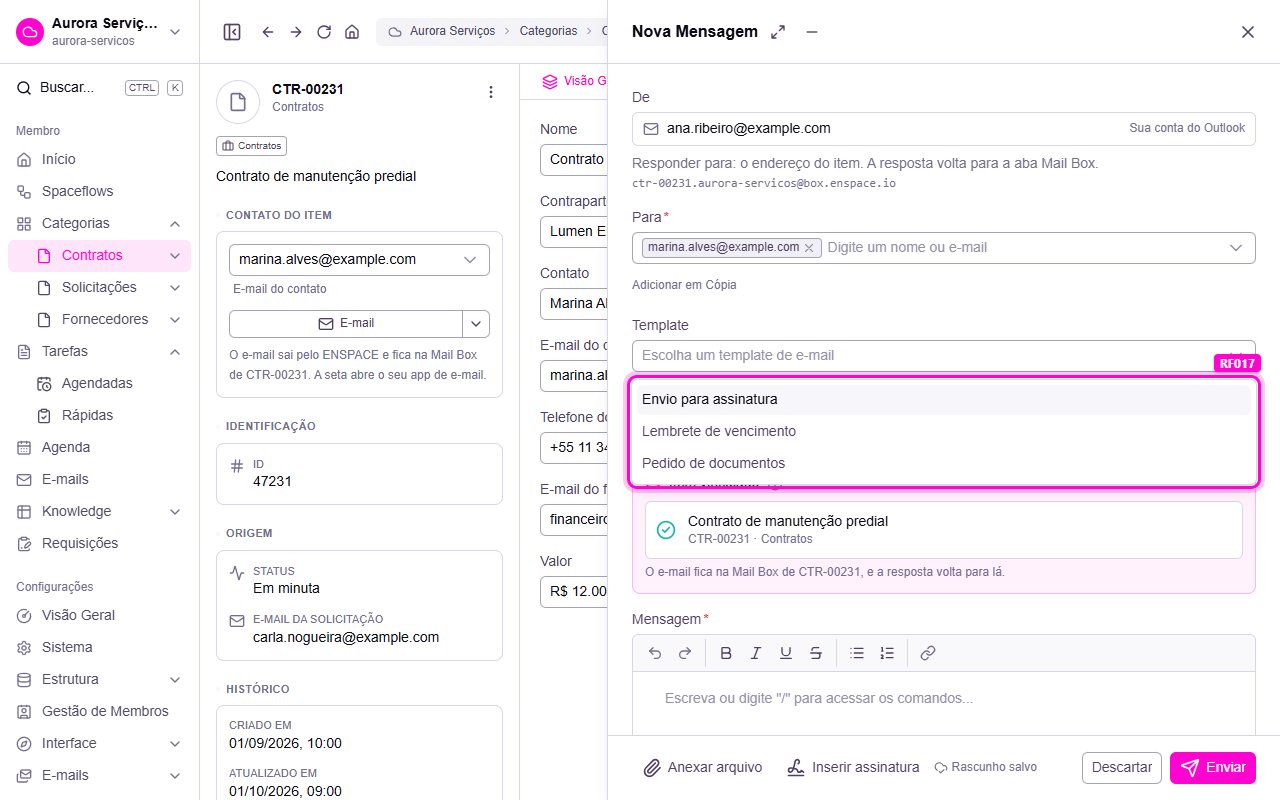 Aurora Serviç...
aurora-servicos
Buscar...
CTRL
K
Membro
Início
Spaceflows
Categorias
Contratos
Solicitações
Fornecedores
Tarefas
Agendadas
Rápidas
Agenda
E-mails
Knowledge
Requisições
Configurações
Visão Geral
Sistema
Estrutura
Gestão de Membros
Interface
E-mails
Aurora Serviços
Categorias
CTR-00231
Contratos
Contratos
Contrato de manutenção predial
CONTATO DO ITEM
marina.alves@example.com
E-mail do contato
E-mail
O e-mail sai pelo ENSPACE e fica na Mail Box
de CTR-00231. A seta abre o seu app de e-mail.
IDENTIFICAÇÃO
ID
47231
ORIGEM
STATUS
Em minuta
E-MAIL DA SOLICITAÇÃO
carla.nogueira@example.com
HISTÓRICO
CRIADO EM
01/09/2026, 10:00
ATUALIZADO EM
01/10/2026, 09:00
Visão G
Nome
Contrato
Contrapart
Lumen E
Contato
Marina Al
E-mail do c
marina.al
Telefone do
+55 11 34
E-mail do f
financeiro
Valor
R$ 12.00
Nova Mensagem
De
ana.ribeiro@example.com
Sua conta do Outlook
Responder para: o endereço do item. A resposta volta para a aba Mail Box.
ctr-00231.aurora-servicos@box.enspace.io
Para*
marina.alves@example.com
Digite um nome ou e-mail
Adicionar em Cópia
Template
Escolha um template de e-mail
RF017
Envio para assinatura
Lembrete de vencimento
Pedido de documentos
Contrato de manutenção predial
CTR-00231 · Contratos
O e-mail fica na Mail Box de CTR-00231, e a resposta volta para lá.
Mensagem*
Escreva ou digite "/" para acessar os comandos...
Anexar arquivo
Inserir assinatura
Rascunho salvo
Descartar
Enviar